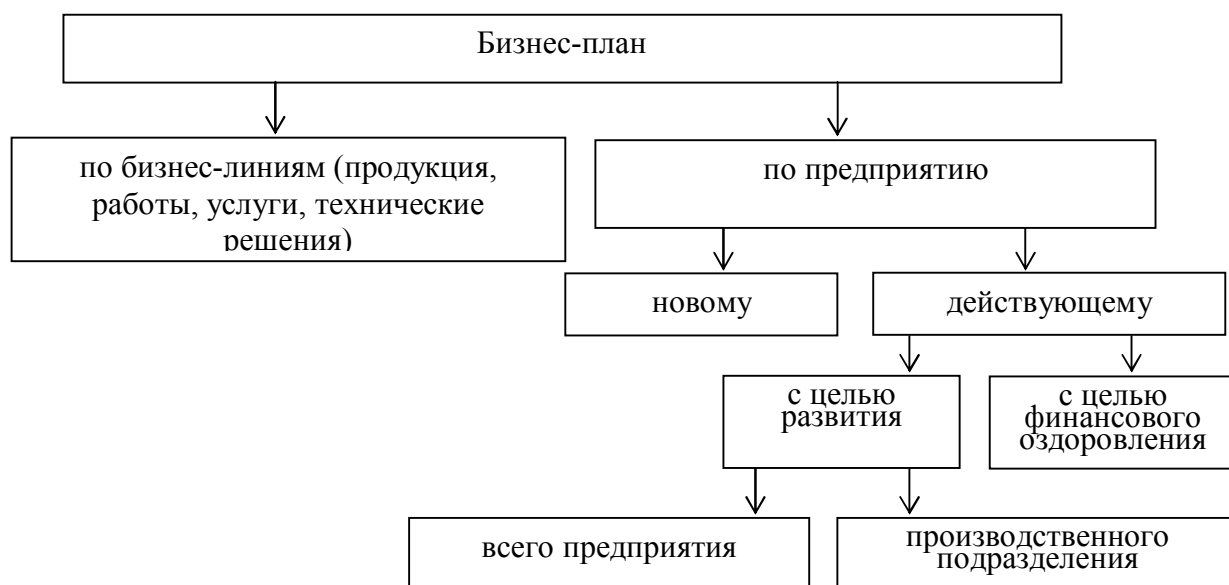 Бизнес-план
по бизнес-линиям (продукция,
работы, услуги, технические
решения)
по предприятию
новому
действующему
с целью
развития
с целью
финансового
оздоровления
всего предприятия
производственного
подразделения